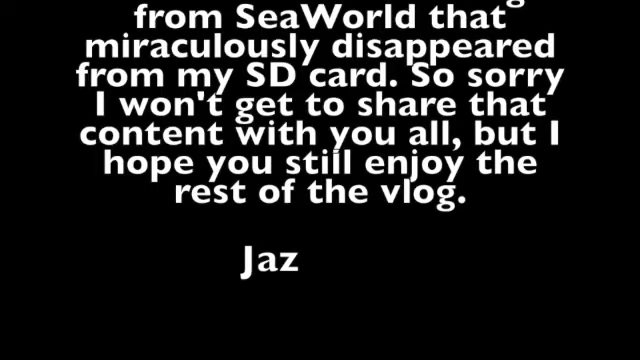 from SeaWorld that
miraculously disappeared
from my SD card. So sorry
I won't get to share that
content with you all, but I
hope you still enjoy the
rest of the vlog.
Jaz